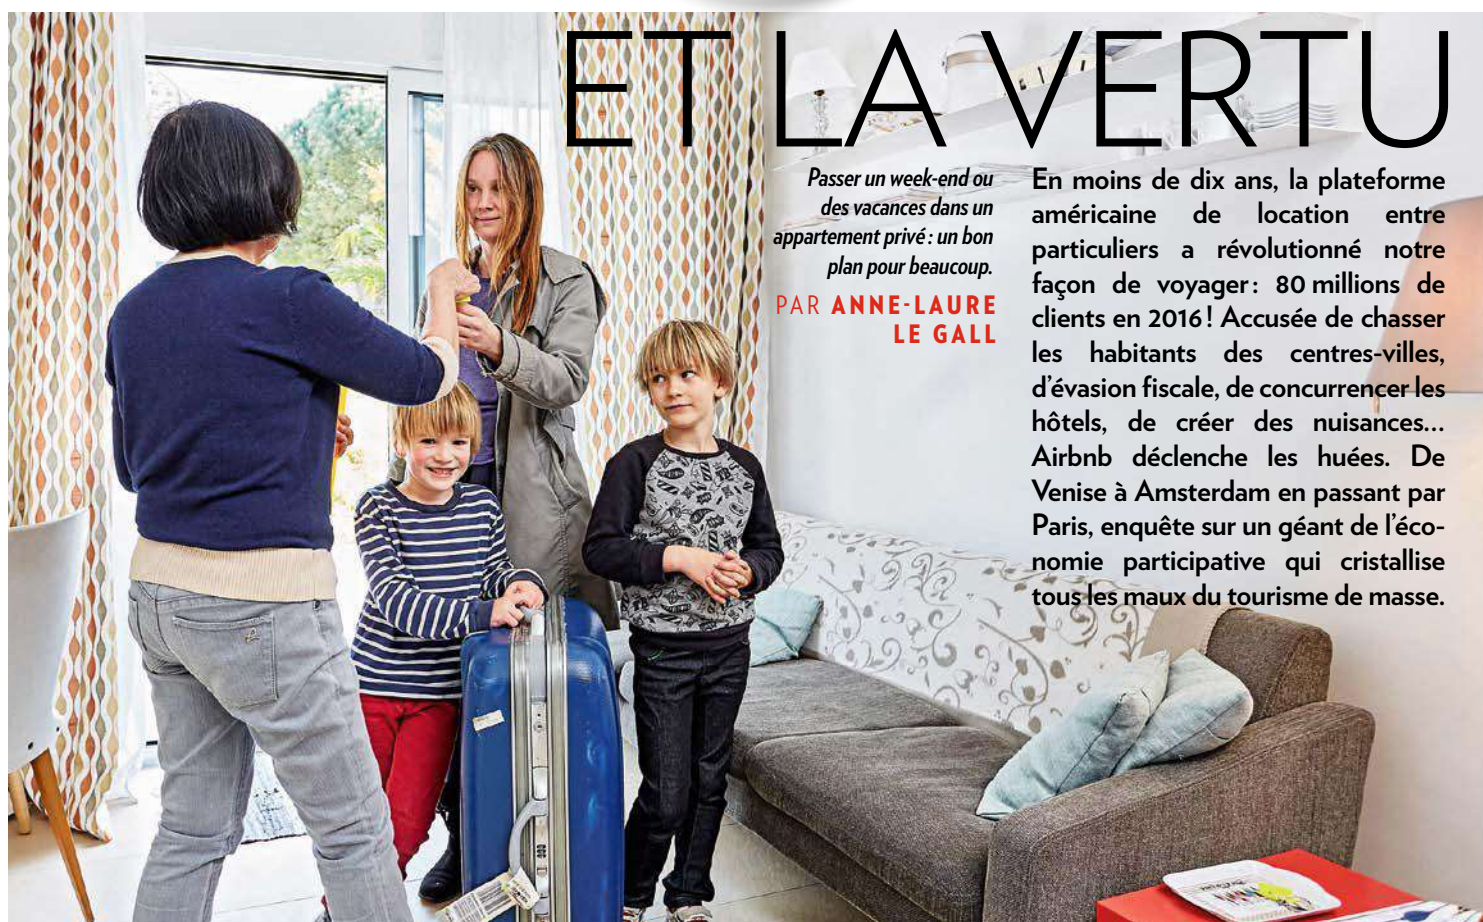 ET LA VERTU
Passer un week-end ou
des vacances dans un
appartement privé : un bon
plan pour beaucoup.
PAR ANNE-LAURE
LE GALL
En moins de dix ans, la plateforme
américaine de location entre
particuliers a révolutionné notre
façon de voyager : 80 millions de
clients en 2016 ! Accusée de chasser
les habitants des centres-villes,
d’évasion fiscale, de concurrencer les
hôtels, de créer des nuisances…
Airbnb déclenche les huées. De
Venise à Amsterdam en passant par
Paris, enquête sur un géant de l’éco-
nomie participative qui cristallise
tous les maux du tourisme de masse.